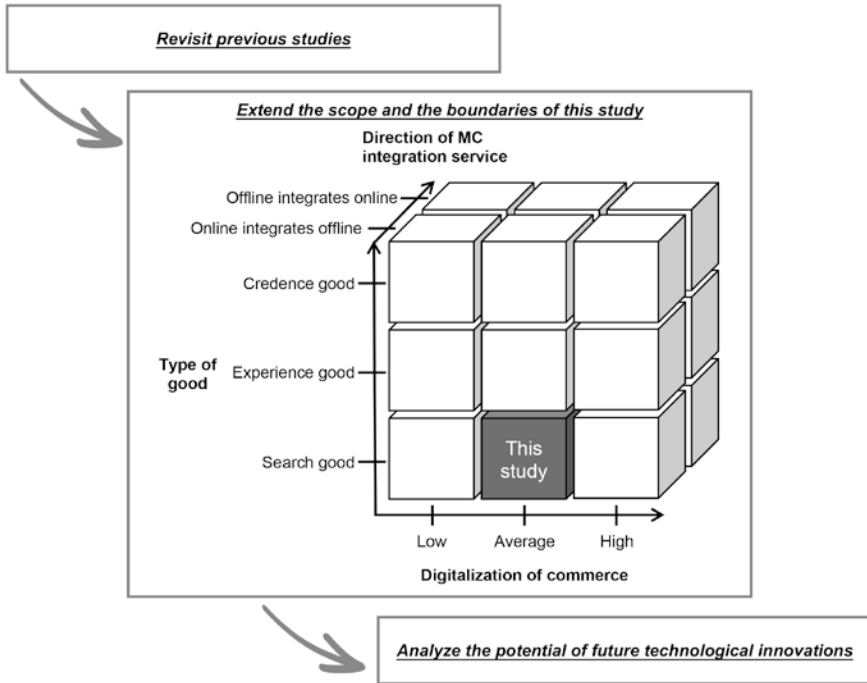 Revisit previous studies
Extend the scope and the boundaries of this study
Direction of MC
integration service
Offline integrates online
Online integrates offline
Credence good
Type of
good
Experience good
Search good
This
study
Low
Average
High
Digitalization of commerce
Analyze the potential of future technological innovations